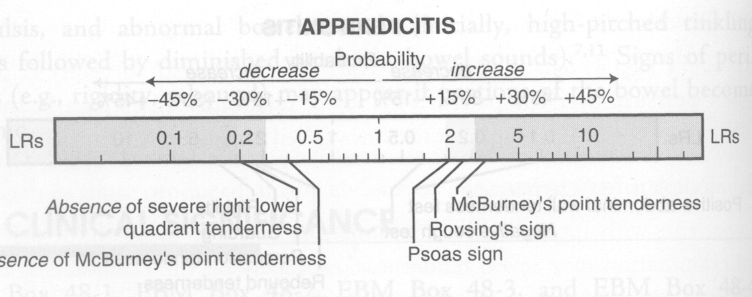 APPENDICITIS
Probability
decrease increase
–45% –30% –15% +15% +30% +45%
LRs 0.1 0.2 0.5 1 2 5 10 LRs
Absence of severe right lower
quadrant tenderness
of McBurney's point tenderness
McBurney's point tenderness
Rovsing's sign
Psoas sign